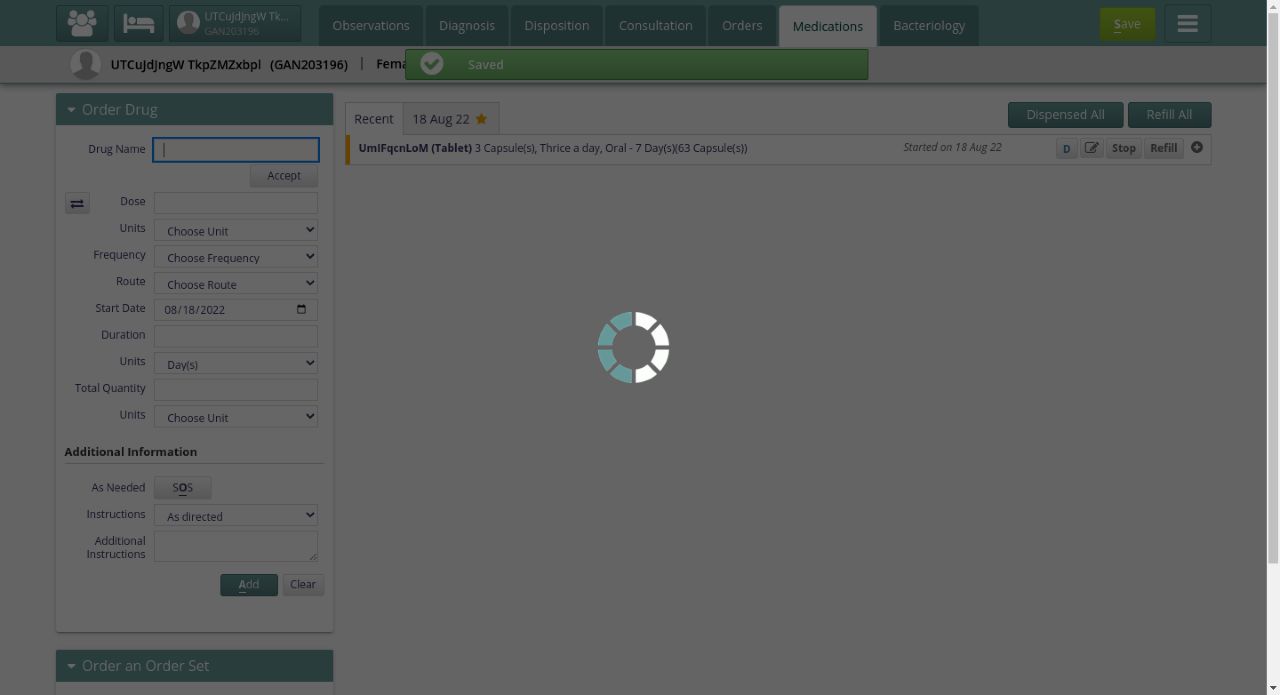 UTCuJdJngW Tk...
GAN203196
Observations
Diagnosis
Disposition
Consultation
Orders
Medications
Bacteriology
Save
UTCuJdJngW TkpZMZxbpl (GAN203196) | Fema
Saved
Order Drug
Drug Name
Accept
Dose
Units Choose Unit
Frequency Choose Frequency
Route Choose Route
Start Date 08/18/2022
Duration
Units Day(s)
Total Quantity
Units Choose Unit
Additional Information
As Needed SOS
Instructions As directed
Additional
Instructions
Add Clear
Order an Order Set
Recent 18 Aug 22
Dispensed All Refill All
UmIFqcnLoM (Tablet) 3 Capsule(s), Thrice a day, Oral - 7 Day(s)(63 Capsule(s)) Started on 18 Aug 22 D Stop Refill